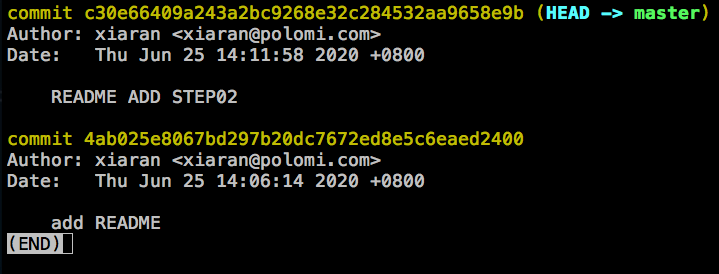 commit c30e66409a243a2bc9268e32c284532aa9658e9b (HEAD -> master)
Author: xiaran <xiaran@polomi.com>
Date:   Thu Jun 25 14:11:58 2020 +0800
    README ADD STEP02
commit 4ab025e8067bd297b20dc7672ed8e5c6eaed2400
Author: xiaran <xiaran@polomi.com>
Date:   Thu Jun 25 14:06:14 2020 +0800
    add README
(END)